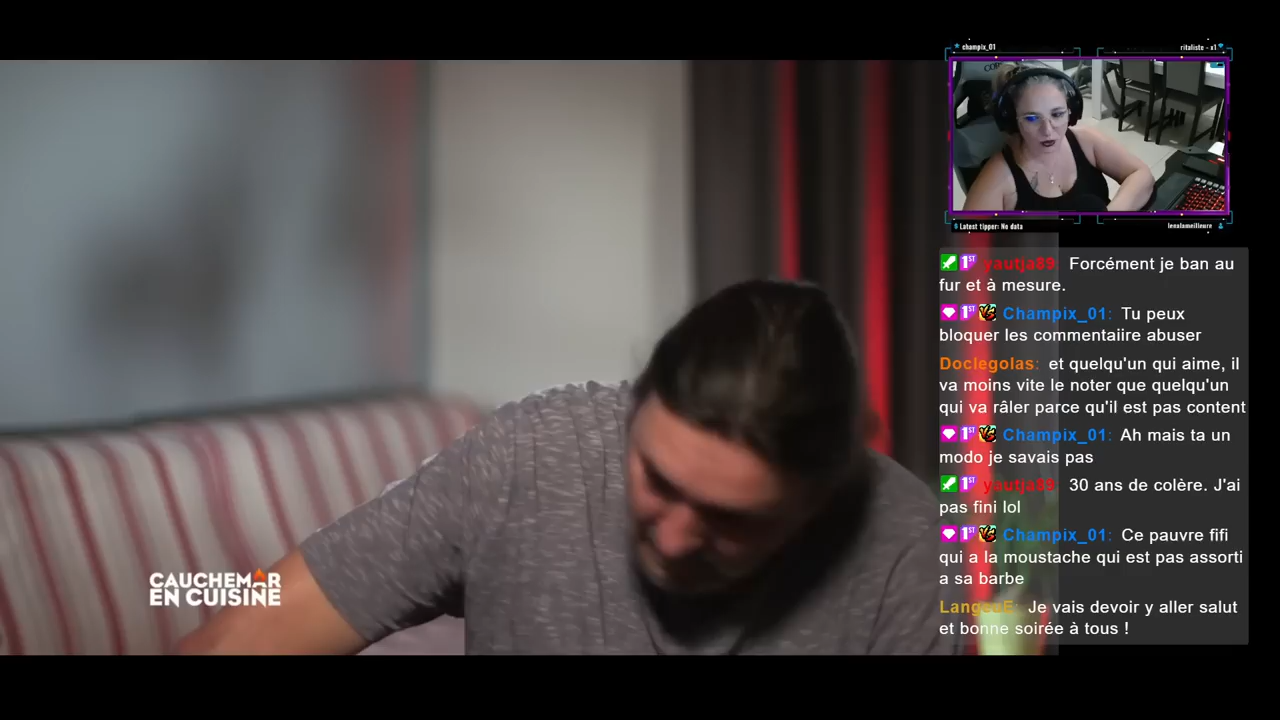 champix_01
ritaliste - x1
Latest tipper: No data
lenalameilleure
yautja89: Forcément je ban au
fur et à mesure.
Champix_01: Tu peux
bloquer les commentaiire abuser
Doclegolas: et quelqu'un qui aime, il
va moins vite le noter que quelqu'un
qui va râler parce qu'il est pas content
Champix_01: Ah mais ta un
modo je savais pas
yautja89: 30 ans de colère. J'ai
pas fini lol
Champix_01: Ce pauvre fifi
qui a la moustache qui est pas assorti
a sa barbe
Je vais devoir y aller salut
et bonne soirée à tous !
CAUCHEMAR
EN CUISINE